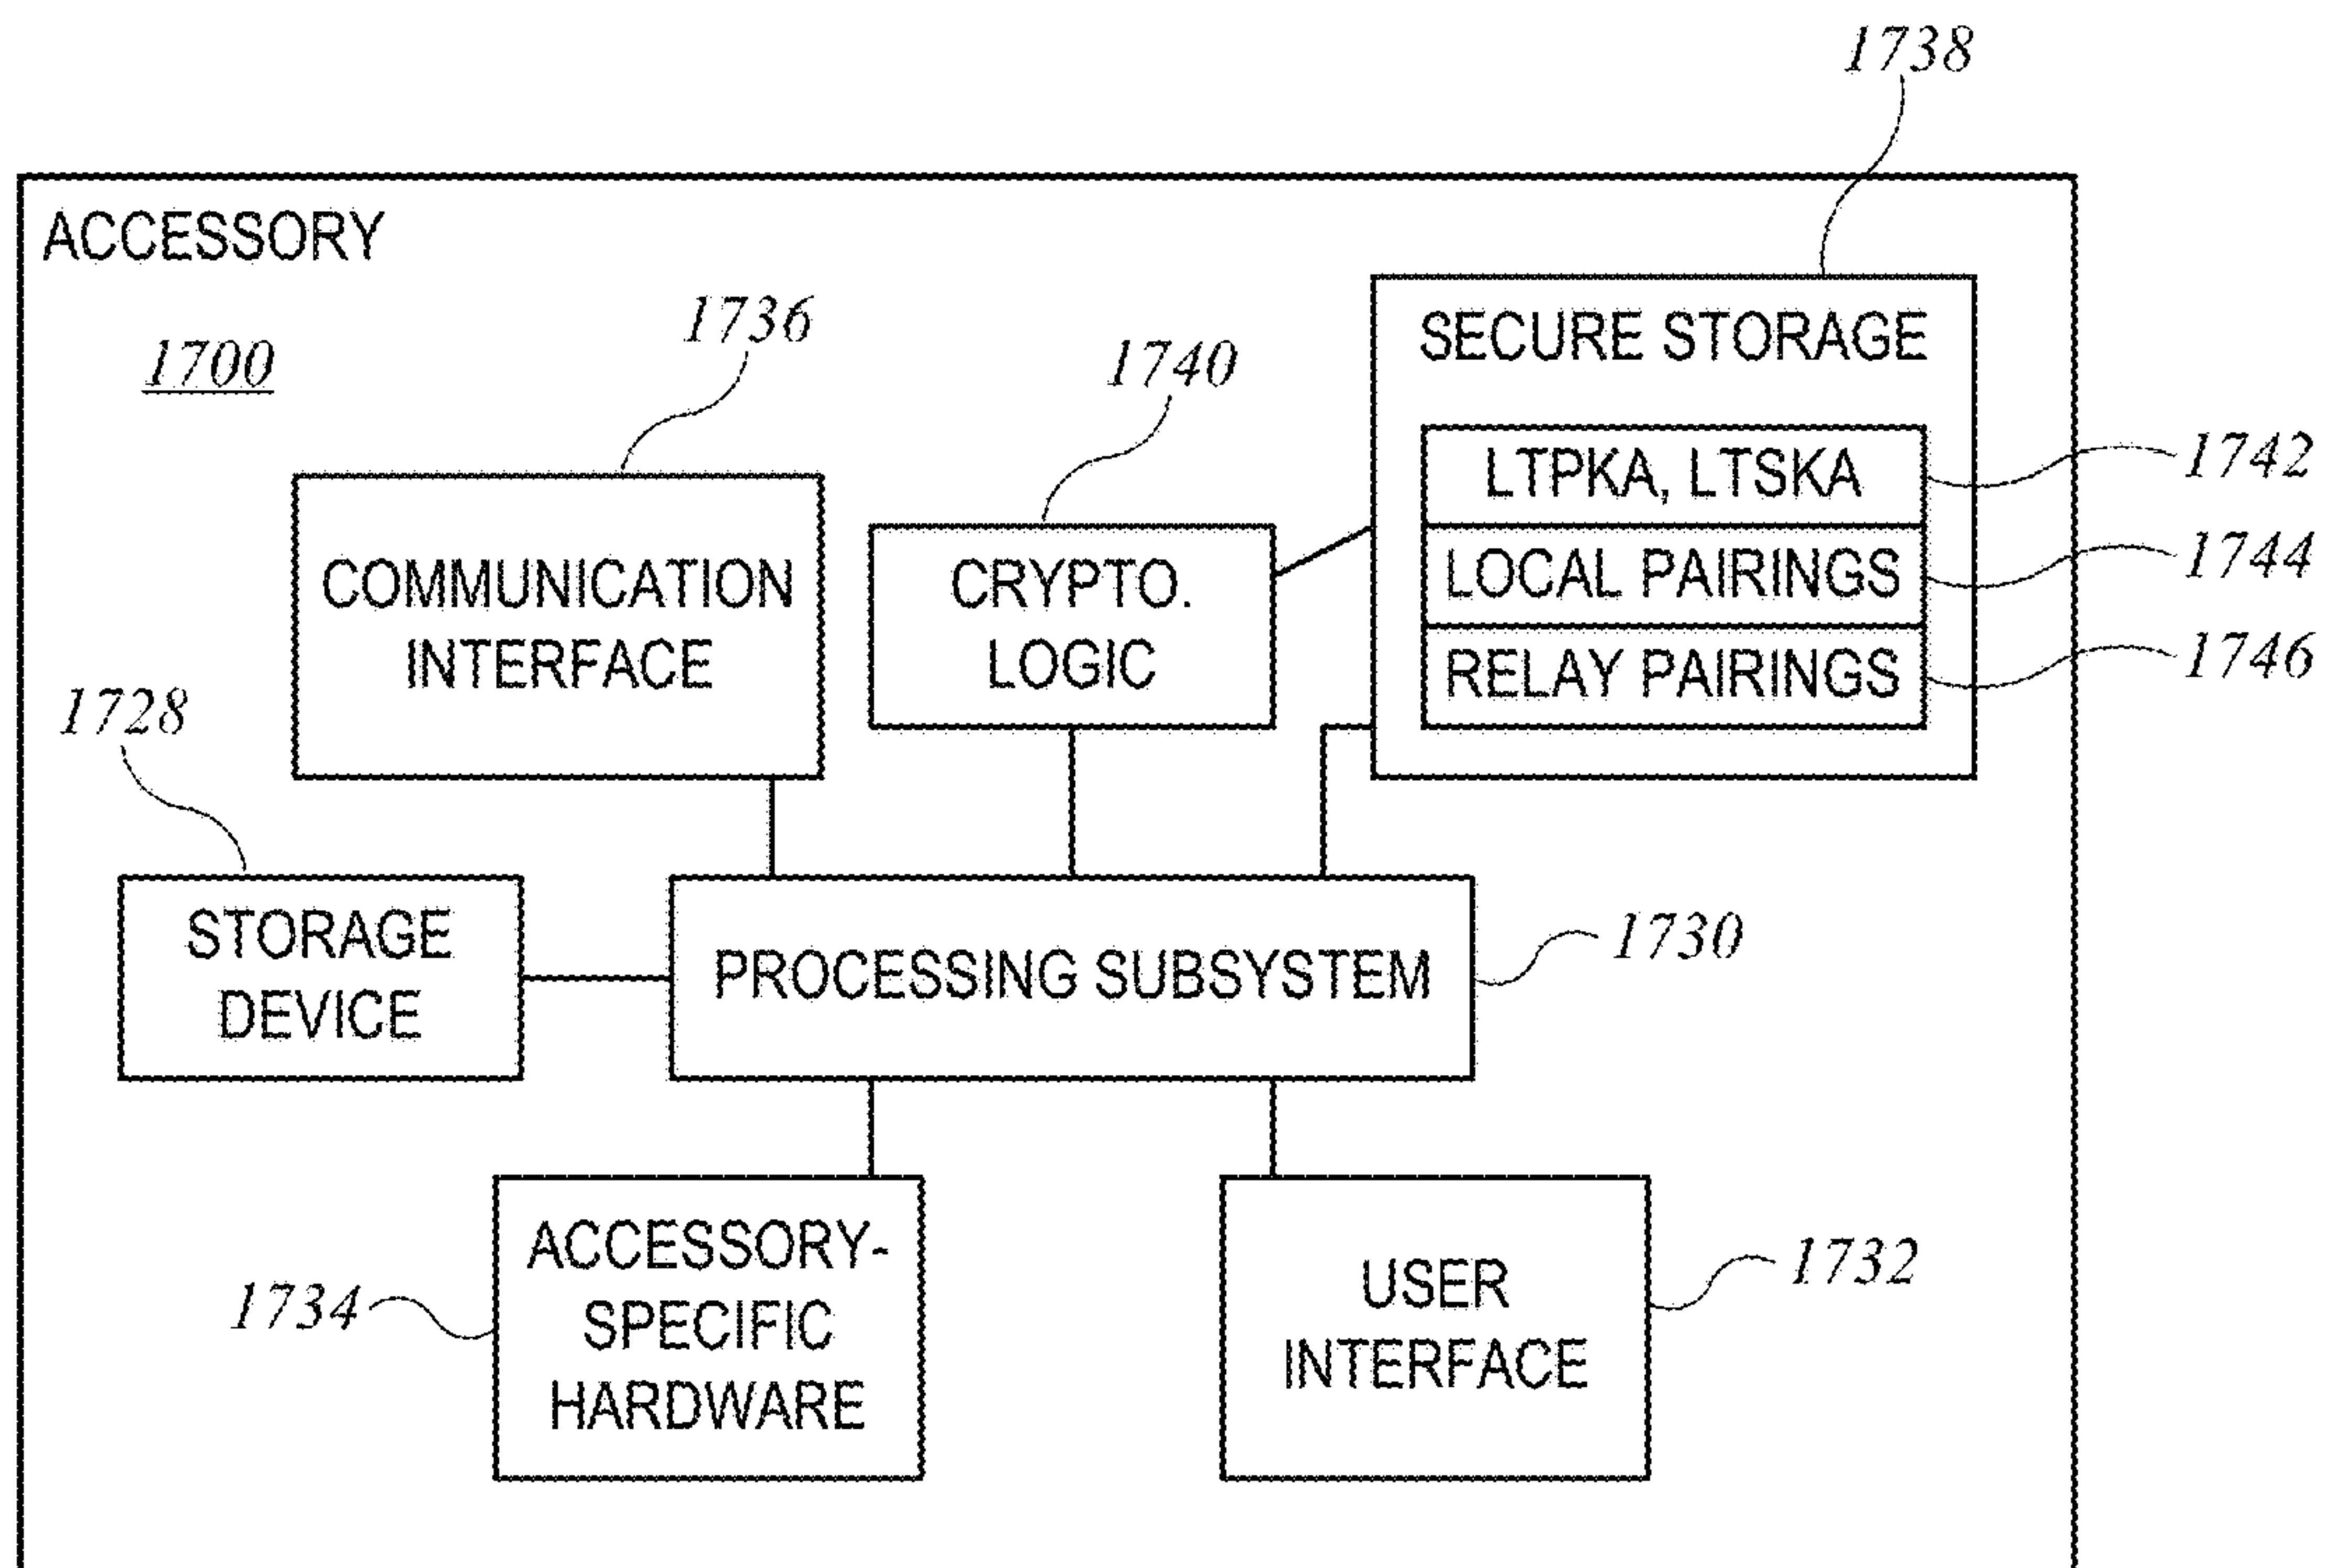 1738
ACCESSORY
1700
1736
1740
SECURE STORAGE
LTPKA, LTSKA
1742
LOCAL PAIRINGS
1744
RELAY PAIRINGS
1746
COMMUNICATION
INTERFACE
CRYPTO.
LOGIC
1728
STORAGE
DEVICE
PROCESSING SUBSYSTEM
1730
1734
ACCESSORY-
SPECIFIC
HARDWARE
USER
INTERFACE
1732